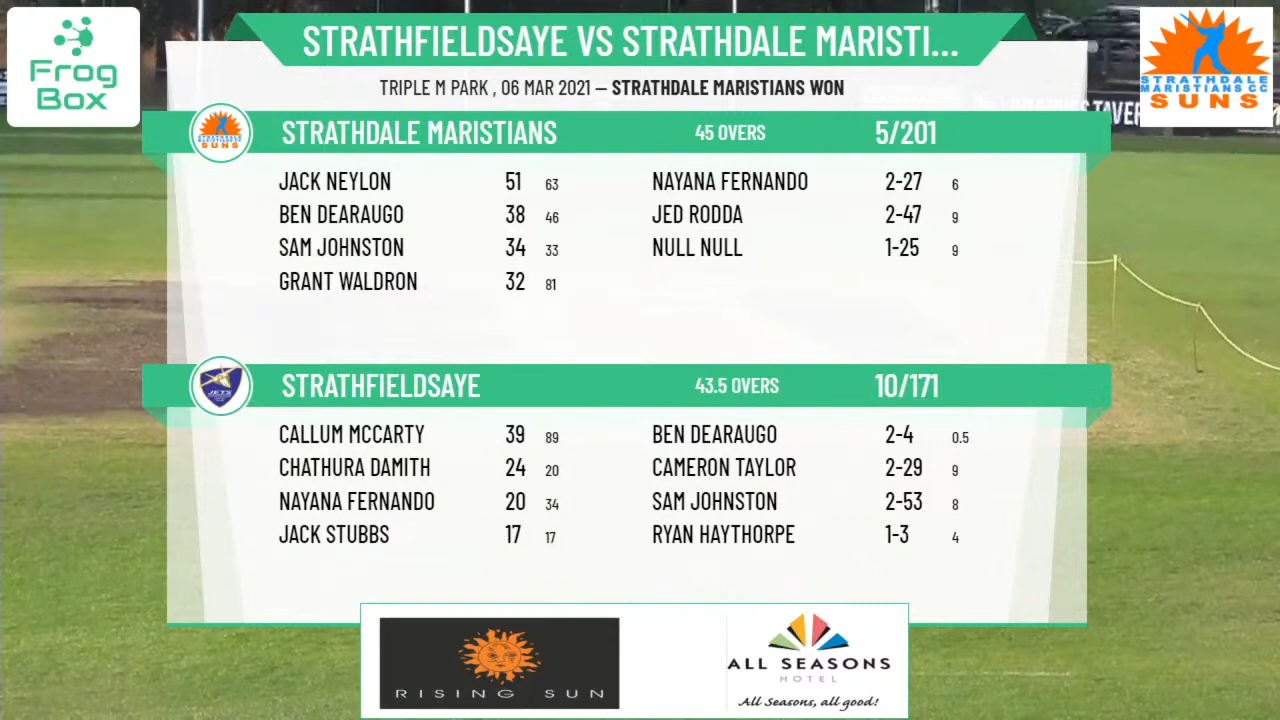 Frog
Box
STRATHFIELDSAYE VS STRATHDALE MARISTI...
STRATHDALE
MARISTIANS CC
SUNS
TRIPLE M PARK , 06 MAR 2021 – STRATHDALE MARISTIANS WON
TAVER
STRATHDALE MARISTIANS 45 OVERS 5/201
JACK NEYLON 51 63 NAYANA FERNANDO 2-27 6
BEN DEARAUGO 38 46 JED RODDA 2-47 9
SAM JOHNSTON 34 33 NULL NULL 1-25 9
GRANT WALDRON 32 81
JETS
STRATHFIELDSAYE 43.5 OVERS 10/171
CALLUM MCCARTY 39 89 BEN DEARAUGO 2-4 0.5
CHATHURA DAMITH 24 20 CAMERON TAYLOR 2-29 9
NAYANA FERNANDO 20 34 SAM JOHNSTON 2-53 8
JACK STUBBS 17 17 RYAN HAYTHORPE 1-3 4
RISING SUN
ALL SEASONS
HOTEL
All Seasons, all good!